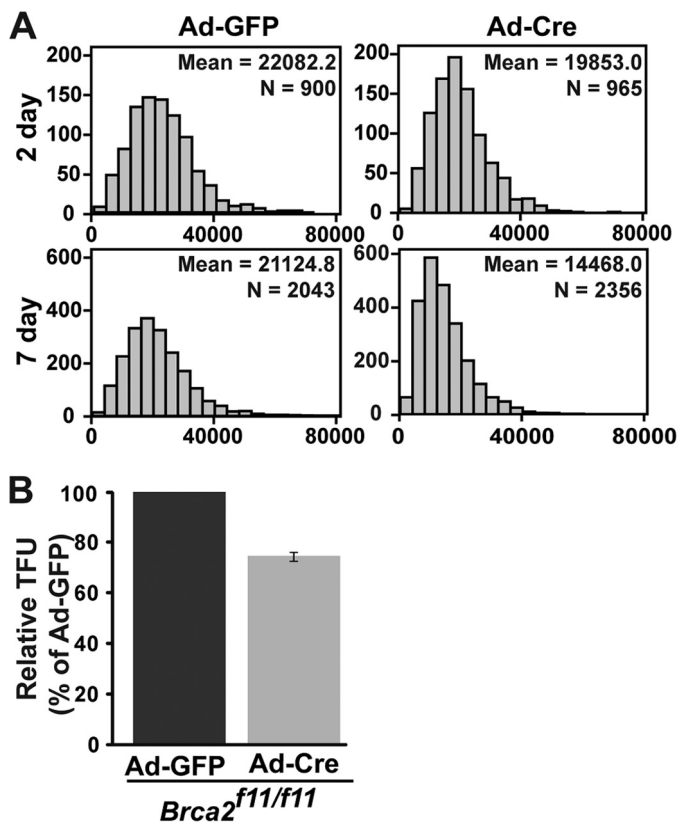 A
Ad-GFP
Ad-Cre
2 day
200
150
100
50
0
Mean = 22082.2
N = 900
0 40000 80000
200
150
100
50
0
Mean = 19853.0
N = 965
0 40000 80000
7 day
600
400
200
0
Mean = 21124.8
N = 2043
0 40000 80000
600
400
200
0
Mean = 14468.0
N = 2356
0 40000 80000
B
Relative TFU
(% of Ad-GFP)
100
80
60
40
20
0
Ad-GFP Ad-Cre
Brca2 f11/f11